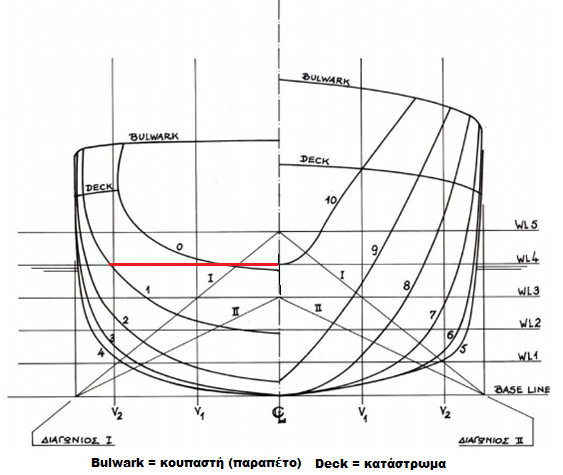 BULWARK
BULWARK
DECK
DECK
10
WL5
0
9
WL4
I
I
1
8
WL3
II
II
7
2
WL2
3
6
4
5
WL1
BASE LINE
V2
V1
℄
V1
V2
ΔΙΑΓΩΝΙΟΣ I
ΔΙΑΓΩΝΙΟΣ II
Bulwark = κουπαστή (παραπέτο) Deck = κατάστρωμα